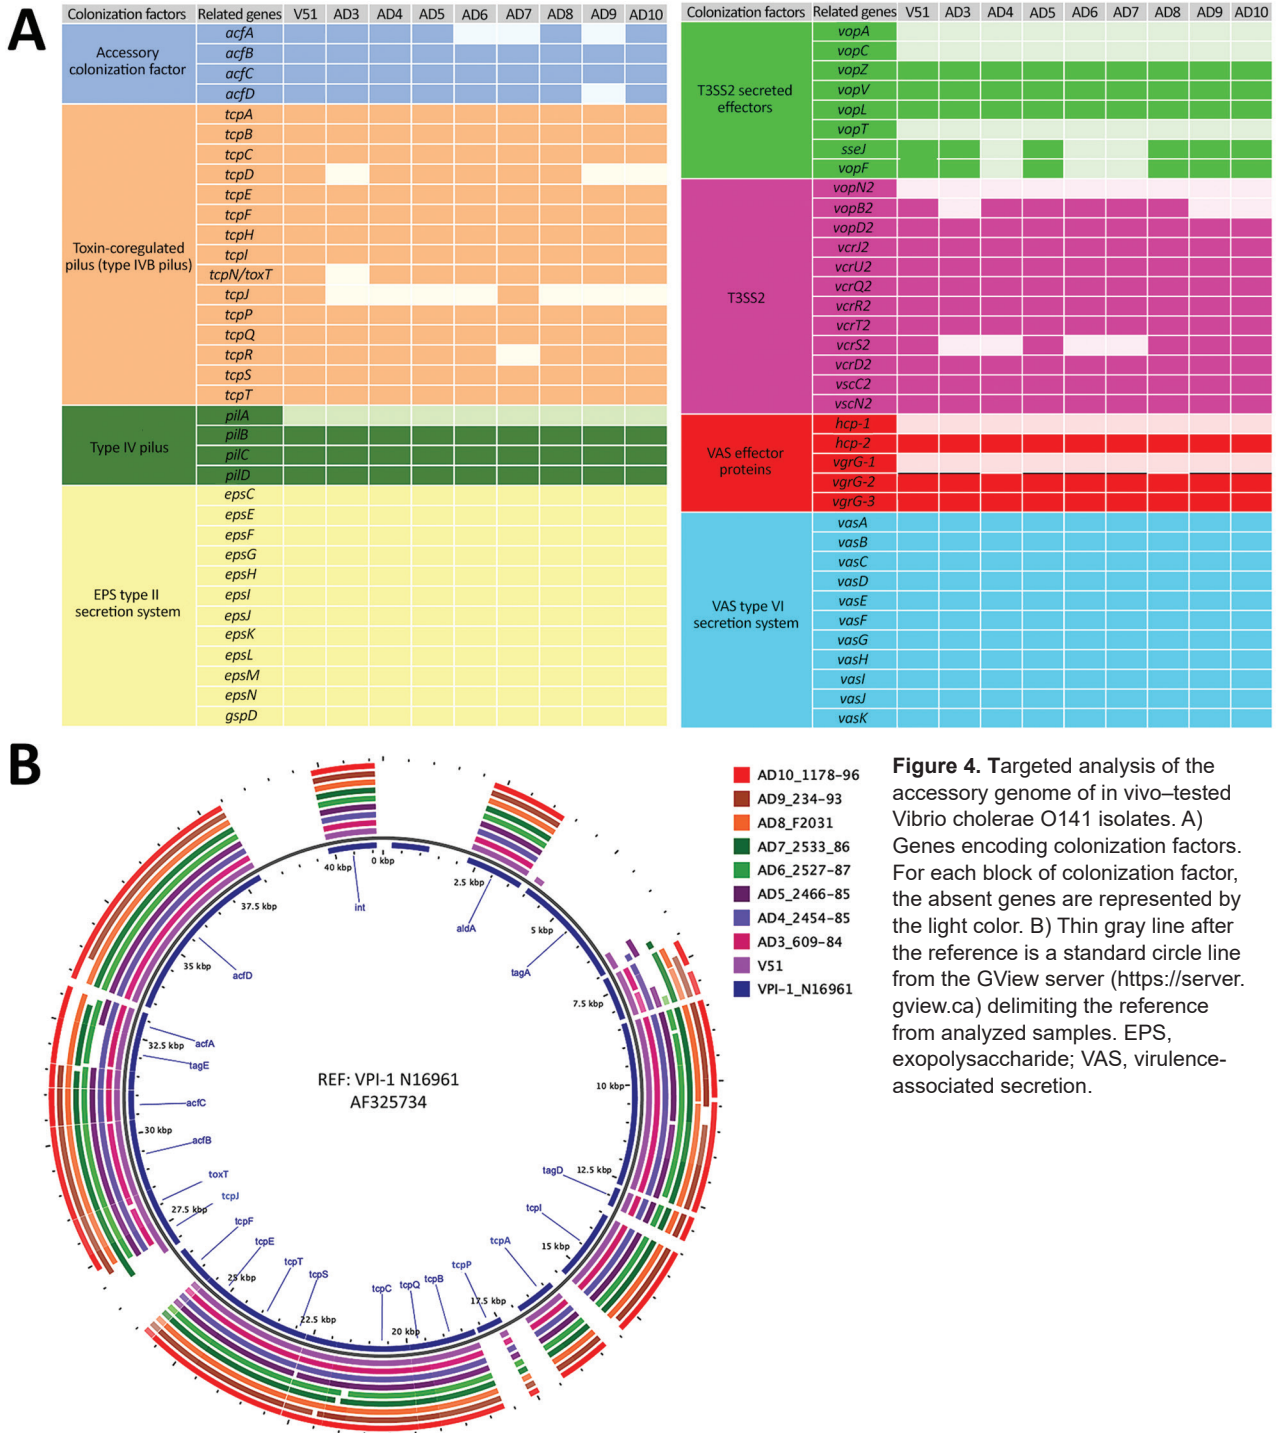 A
Colonization factors Related genes V51 AD3 AD4 AD5 AD6 AD7 AD8 AD9 AD10
Accessory
colonization factor
acfA
acfB
acfC
acfD
Toxin-coregulated
pilus (type IVB pilus)
tcpA
tcpB
tcpC
tcpD
tcpE
tcpF
tcpH
tcpI
tcpN/toxT
tcpJ
tcpP
tcpQ
tcpR
tcpS
tcpT
Type IV pilus
pilA
pilB
pilC
pilD
EPS type II
secretion system
epsC
epsE
epsF
epsG
epsH
epsI
epsJ
epsK
epsL
epsM
epsN
gspD
Colonization factors Related genes V51 AD3 AD4 AD5 AD6 AD7 AD8 AD9 AD10
T3SS2 secreted
effectors
vopA
vopC
vopZ
vopV
vopL
vopT
sseJ
vopF
T3SS2
vopN2
vopB2
vopD2
vcrJ2
vcrU2
vcrQ2
vcrR2
vcrT2
vcrS2
vcrD2
vscC2
vscN2
VAS effector
proteins
hcp-1
hcp-2
vgrG-1
vgrG-2
vgrG-3
VAS type VI
secretion system
vasA
vasB
vasC
vasD
vasE
vasF
vasG
vasH
vasI
vasJ
vasK
B
40 kbp
0 kbp
2.5 kbp
5 kbp
7.5 kbp
10 kbp
12.5 kbp
15 kbp
17.5 kbp
20 kbp
22.5 kbp
25 kbp
27.5 kbp
30 kbp
32.5 kbp
35 kbp
37.5 kbp
int
aldA
tagA
tagD
tcpI
tcpA
tcpP
tcpB
tcpQ
tcpC
tcpS
tcpT
tcpE
tcpF
tcpJ
toxT
acfB
acfC
tagE
acfA
acfD
REF: VPI-1 N16961
AF325734
AD10_1178-96
AD9_234-93
AD8_F2031
AD7_2533_86
AD6_2527-87
AD5_2466-85
AD4_2454-85
AD3_609-84
V51
VPI-1_N16961
Figure 4. Targeted analysis of the
accessory genome of in vivo–tested
Vibrio cholerae O141 isolates. A)
Genes encoding colonization factors.
For each block of colonization factor,
the absent genes are represented by
the light color. B) Thin gray line after
the reference is a standard circle line
from the GView server (https://server.
gview.ca) delimiting the reference
from analyzed samples. EPS,
exopolysaccharide; VAS, virulence-
associated secretion.